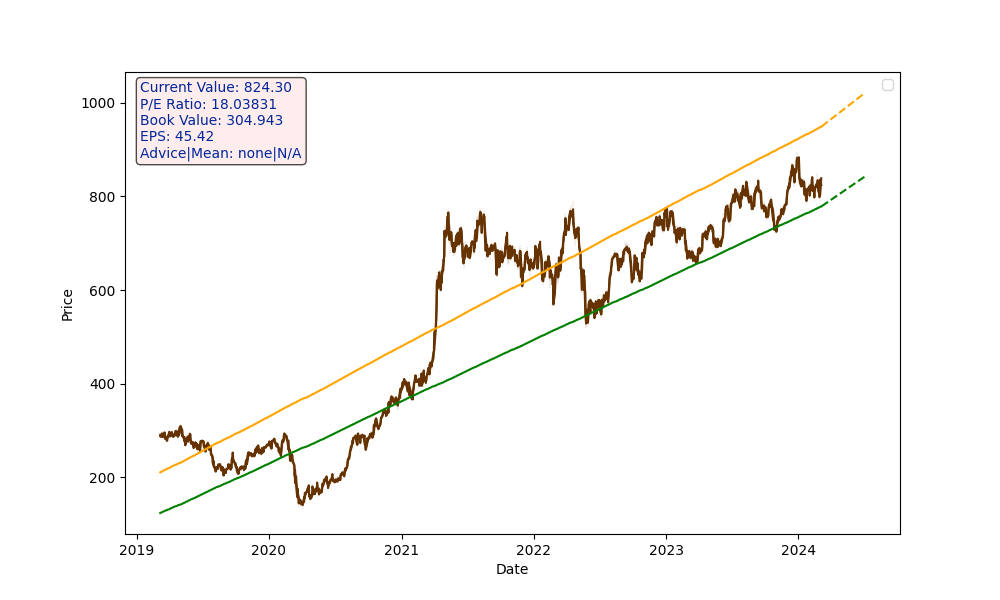 Current Value: 824.30
P/E Ratio: 18.03831
Book Value: 304.943
EPS: 45.42
Advice|Mean: none|N/A
1000
800
600
400
200
Price
2019 2020 2021 2022 2023 2024
Date